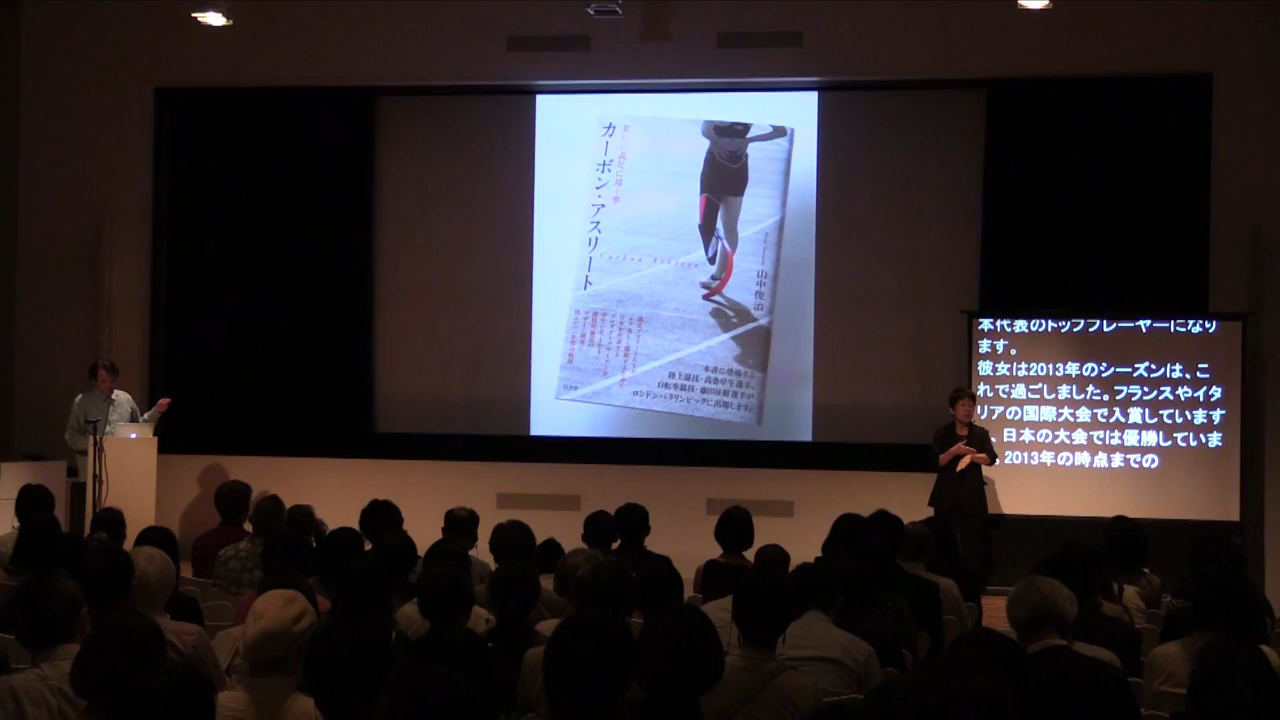 美しい義足に描く夢
カーボン・アスリート
Carbon Athlete
山中俊治
本書に登場する
陸上競技・高桑早生選手、
自転車競技・藤田征樹選手が
ロンドンパラリンピックに出場します。
本代表のトッププレーヤーになり
ます。
彼女は2013年のシーズンは、こ
れで過ごしました。フランスやイタ
リアの国際大会で入賞しています
、日本の大会では優勝していま
。2013年の時点までの